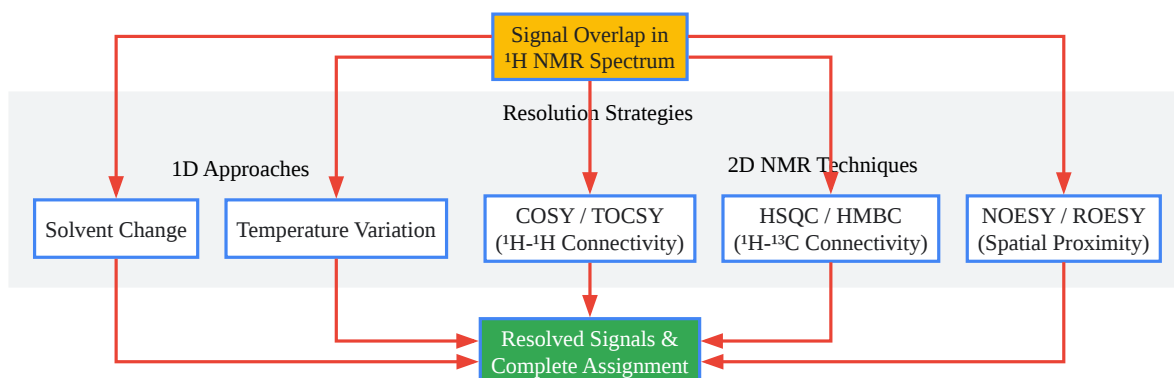 Signal Overlap in
¹H NMR Spectrum
Resolution Strategies
1D Approaches
2D NMR Techniques
Solvent Change
Temperature Variation
COSY / TOCSY
(¹H-¹H Connectivity)
HSQC / HMBC
(¹H-¹³C Connectivity)
NOESY / ROESY
(Spatial Proximity)
Resolved Signals &
Complete Assignment